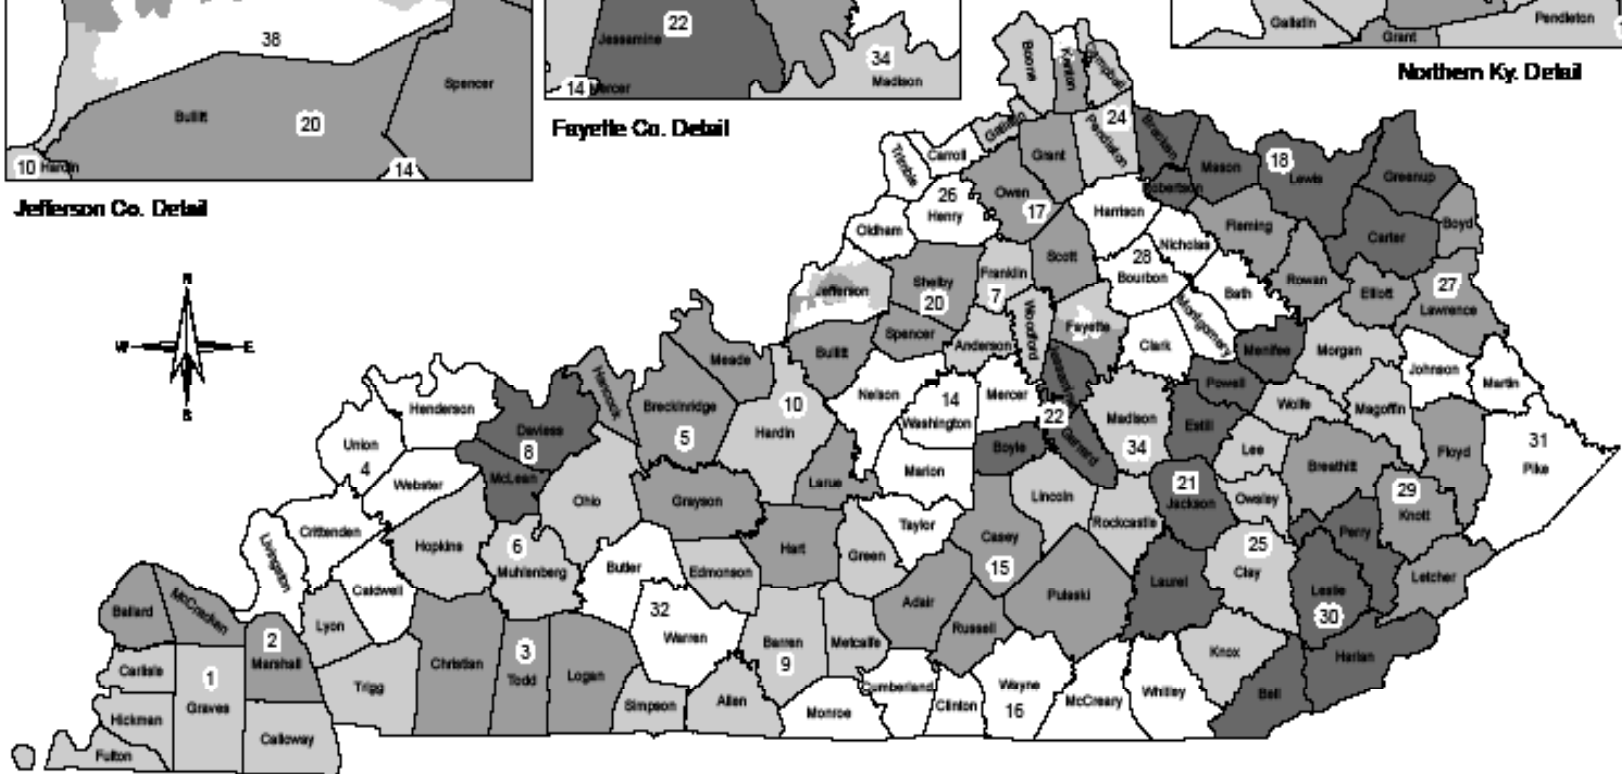 38
Spencer
Bullitt
20
10 Hardin
14
Jefferson Co. Detail
22
Jessamine
34
Madison
14 Mercer
Fayette Co. Detail
Gallatin
Pendleton
Grant
Northern Ky. Detail
N
W
E
S
Boone
Kenton
Campbell
Gallatin
24
Pendleton
Bracken
Carroll
Trimble
Grant
Mason
18
Lewis
Greenup
Robertson
Owen
17
26
Henry
Harrison
Fleming
Boyd
Oldham
Nicholas
Carter
Scott
28
Bourbon
Franklin
7
Shelby
20
Jefferson
Bath
Rowan
Elliott
27
Lawrence
Woodford
Fayette
Montgomery
Spencer
Anderson
Clark
Menifee
Morgan
Bullitt
Meade
Johnson
Martin
Hancock
Jessamine
Powell
Nelson
14
Washington
Mercer
Henderson
Breckinridge
5
10
Hardin
22
Madison
34
Estill
Wolfe
Magoffin
Daviess
8
Union
4
Boyle
Garrard
Lee
Breathitt
Floyd
31
Pike
Webster
McLean
Marion
Larue
Grayson
Ohio
Lincoln
21
Jackson
Owsley
29
Knott
Rockcastle
Crittenden
Taylor
Perry
Livingston
Hopkins
6
Muhlenberg
Hart
Green
Casey
15
25
Clay
Butler
Edmonson
Letcher
Caldwell
Laurel
Leslie
30
Pulaski
Ballard
McCracken
Lyon
Adair
32
Warren
Russell
2
Marshall
Barren
9
Metcalfe
Christian
3
Todd
Logan
Knox
Harlan
Carlisle
1
Graves
Trigg
Cumberland
Wayne
16
McCreary
Whitley
Bell
Hickman
Simpson
Allen
Monroe
Clinton
Calloway
Fulton